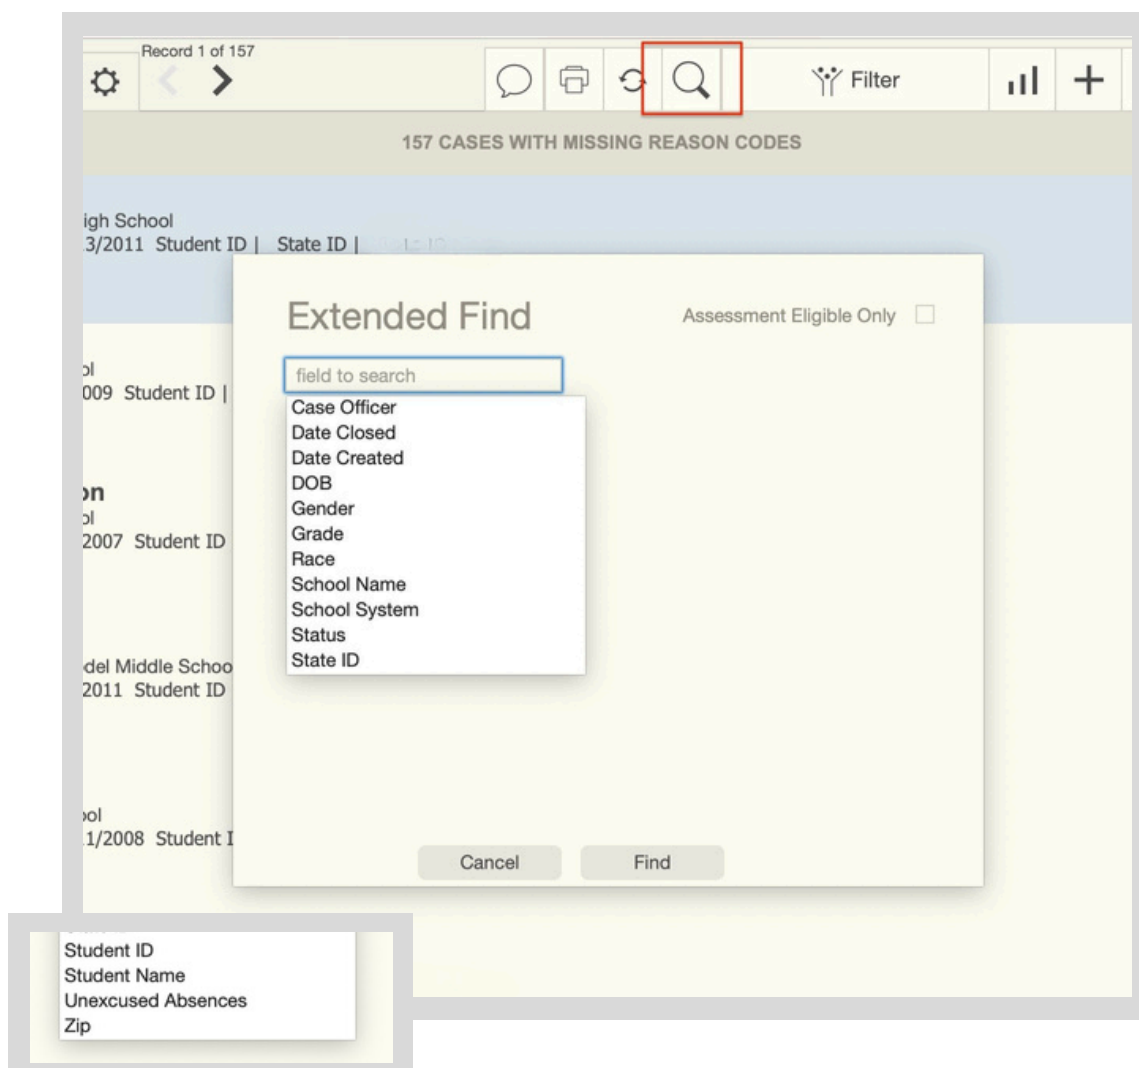 Record 1 of 157
Filter
157 CASES WITH MISSING REASON CODES
igh School
3/2011 Student ID | State ID |
Extended Find
Assessment Eligible Only
field to search
ol
009 Student ID |
Case Officer
Date Closed
Date Created
DOB
on
Gender
ol
Grade
2007 Student ID
Race
School Name
School System
Status
State ID
del Middle Schoo
2011 Student ID
ool
1/2008 Student I
Cancel
Find
Student ID
Student Name
Unexcused Absences
Zip